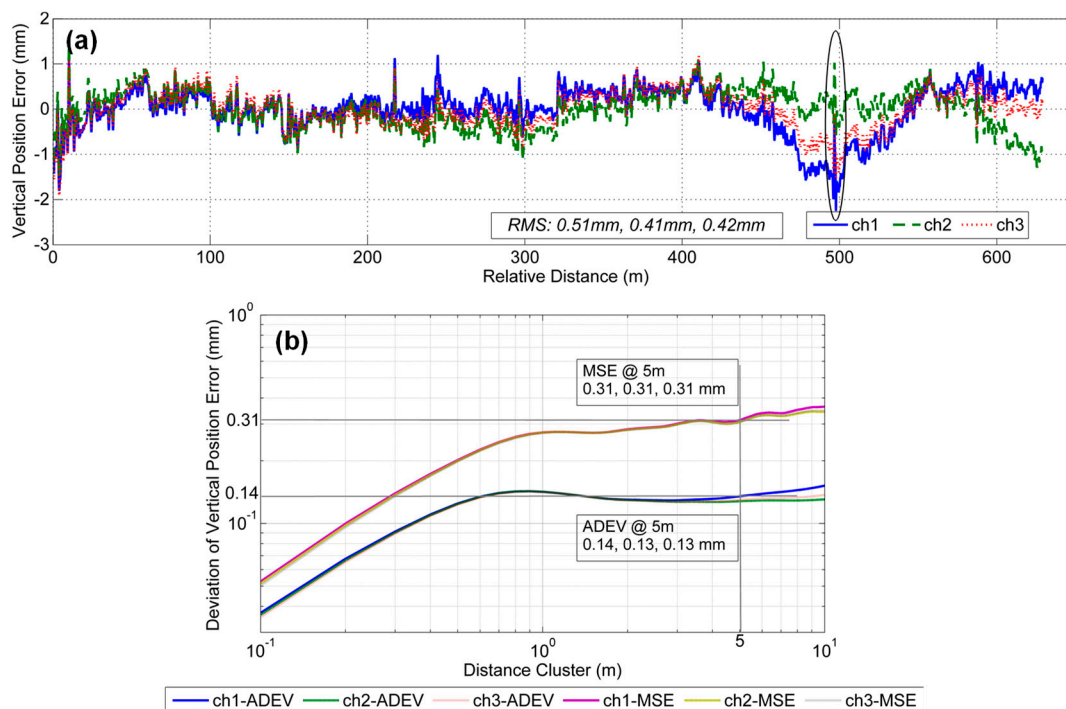 (a)
Vertical Position Error (mm)
2
1
0
-1
-2
-3
RMS: 0.51mm, 0.41mm, 0.42mm
ch1 ch2 ch3
0 100 200 300 400 500 600
Relative Distance (m)
(b)
Deviation of Vertical Position Error (mm)
10^0
0.31
0.14
10^-1
MSE @ 5m
0.31, 0.31, 0.31 mm
ADEV @ 5m
0.14, 0.13, 0.13 mm
10^-1 10^0 5 10^1
Distance Cluster (m)
ch1-ADEV ch2-ADEV ch3-ADEV ch1-MSE ch2-MSE ch3-MSE